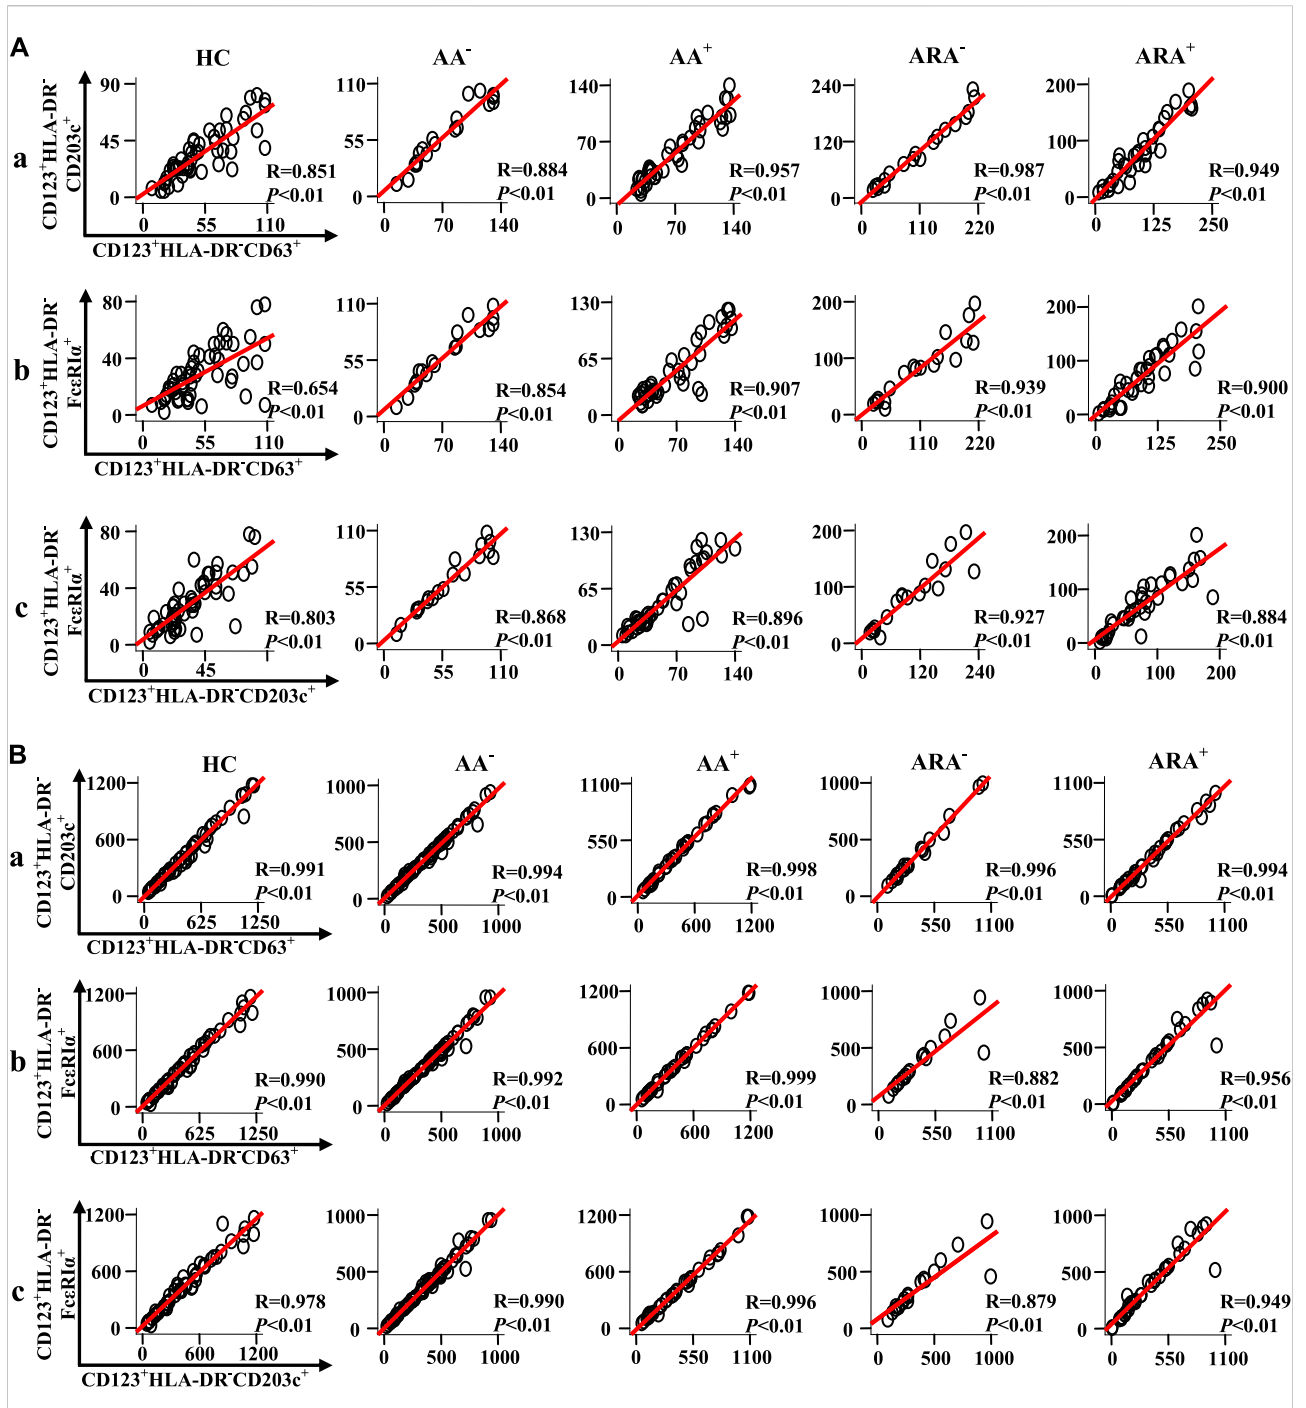 A
HC AA⁻ AA⁺ ARA⁻ ARA⁺
a
CD123⁺HLA-DR⁻
CD203c⁺
90 110 140 240 200
45 55 70 120 100
0 0 0 0 0
R=0.851 R=0.884 R=0.957 R=0.987 R=0.949
P<0.01 P<0.01 P<0.01 P<0.01 P<0.01
0 55 110 0 70 140 0 70 140 0 110 220 0 125 250
CD123⁺HLA-DR⁻CD63⁺
b
CD123⁺HLA-DR⁻
FcεRIα⁺
80 110 130 200 200
40 55 65 100 100
0 0 0 0 0
R=0.654 R=0.854 R=0.907 R=0.939 R=0.900
P<0.01 P<0.01 P<0.01 P<0.01 P<0.01
0 55 110 0 70 140 0 70 140 0 110 220 0 125 250
CD123⁺HLA-DR⁻CD63⁺
c
CD123⁺HLA-DR⁻
FcεRIα⁺
80 110 130 200 200
40 55 65 100 100
0 0 0 0 0
R=0.803 R=0.868 R=0.896 R=0.927 R=0.884
P<0.01 P<0.01 P<0.01 P<0.01 P<0.01
0 45 0 55 110 0 70 140 0 120 240 0 100 200
CD123⁺HLA-DR⁻CD203c⁺
B
HC AA⁻ AA⁺ ARA⁻ ARA⁺
a
CD123⁺HLA-DR⁻
CD203c⁺
1200 1000 1100 1000 1100
600 500 550 500 550
0 0 0 0 0
R=0.991 R=0.994 R=0.998 R=0.996 R=0.994
P<0.01 P<0.01 P<0.01 P<0.01 P<0.01
0 625 1250 0 500 1000 0 600 1200 0 550 1100 0 550 1100
CD123⁺HLA-DR⁻CD63⁺
b
CD123⁺HLA-DR⁻
FcεRIα⁺
1200 1000 1200 1000 1000
600 500 600 500 500
0 0 0 0 0
R=0.990 R=0.992 R=0.999 R=0.882 R=0.956
P<0.01 P<0.01 P<0.01 P<0.01 P<0.01
0 625 1250 0 500 1000 0 600 1200 0 550 1100 0 550 1100
CD123⁺HLA-DR⁻CD63⁺
c
CD123⁺HLA-DR⁻
FcεRIα⁺
1200 1000 1200 1000 1000
600 500 600 500 500
0 0 0 0 0
R=0.978 R=0.990 R=0.996 R=0.879 R=0.949
P<0.01 P<0.01 P<0.01 P<0.01 P<0.01
0 600 1200 0 500 1000 0 550 1100 0 500 1000 0 550 1100
CD123⁺HLA-DR⁻CD203c⁺